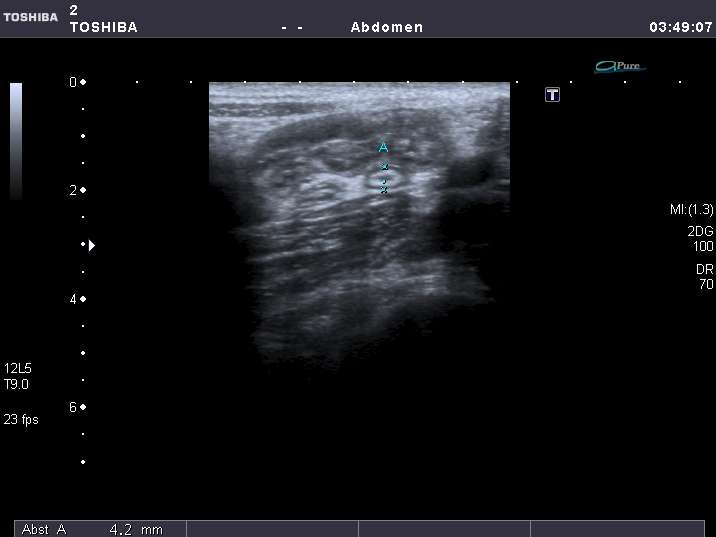 TOSHIBA
2
TOSHIBA - - Abdomen 03:49:07
aPure
0
T
A
2
MI:(1.3)
2DG
100
DR
70
4
12L5
T9.0
6
23 fps
Abst A 4.2 mm